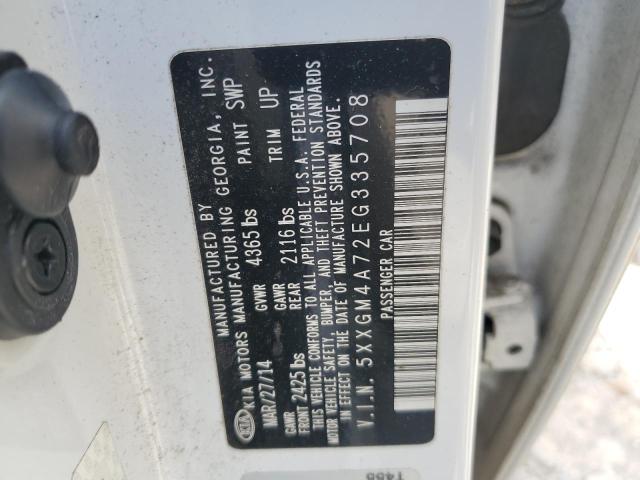 KIA
MANUFACTURED BY
KIA MOTORS MANUFACTURING GEORGIA, INC.
MAR/27/14 GVWR 4365 lbs PAINT SWP
GAWR FRONT 2425 lbs GAWR REAR 2116 lbs TRIM UP
THIS VEHICLE CONFORMS TO ALL APPLICABLE U.S.A. FEDERAL
MOTOR VEHICLE SAFETY, BUMPER, AND THEFT PREVENTION STANDARDS
IN EFFECT ON THE DATE OF MANUFACTURE SHOWN ABOVE.
V.I.N. 5XXGM4A72EG335708
PASSENGER CAR